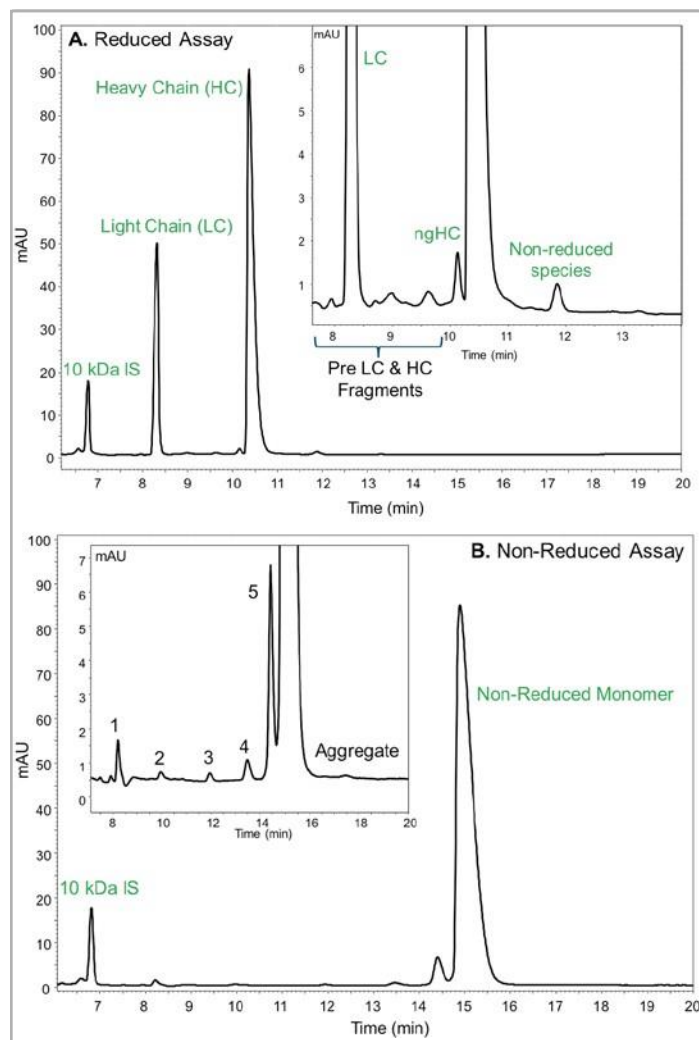 A. Reduced Assay
mAU
100
90
80
70
60
50
40
30
20
10
0
Heavy Chain (HC)
Light Chain (LC)
10 kDa IS
7 8 9 10 11 12 13 14 15 16 17 18 19 20
Time (min)
mAU
6
5
4
3
2
1
LC
ngHC
Non-reduced
species
8 9 10 11 12 13
Time (min)
Pre LC & HC
Fragments
B. Non-Reduced Assay
mAU
100
90
80
70
60
50
40
30
20
10
0
Non-Reduced Monomer
10 kDa IS
7 8 9 10 11 12 13 14 15 16 17 18 19 20
Time (min)
mAU
7
6
5
4
3
2
1
0
1
2
3
4
5
Aggregate
8 10 12 14 16 20
Time (min)